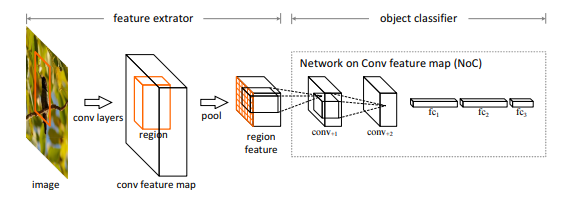 feature extrator
object classifier
Network on Conv feature map (NoC)
conv layers
region
pool
conv+1
conv+2
fc1
fc2
fc3
region
feature
image
conv feature map